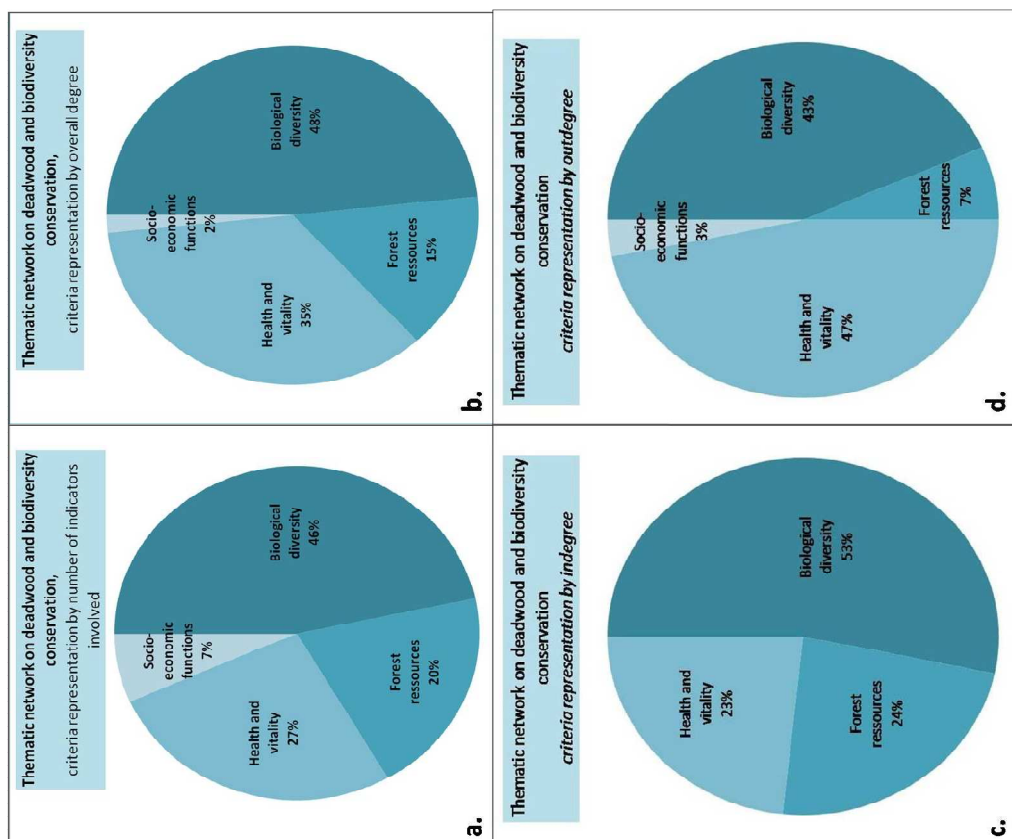 Thematic network on deadwood and biodiversity
conservation,
criteria representation by number of indicators
involved
Socio-
economic
functions
7%
Biological
diversity
46%
Health and
vitality
27%
Forest
ressources
20%
a.
Thematic network on deadwood and biodiversity
conservation,
criteria representation by overall degree
Socio-
economic
functions
2%
Biological
diversity
48%
Health and
vitality
35%
Forest
ressources
15%
b.
Thematic network on deadwood and biodiversity
conservation
criteria representation by indegree
Health and
vitality
23%
Biological
diversity
53%
Forest
ressources
24%
c.
Thematic network on deadwood and biodiversity
conservation
criteria representation by outdegree
Socio-
economic
functions
3%
Biological
diversity
43%
Health and
vitality
47%
Forest
ressources
7%
d.